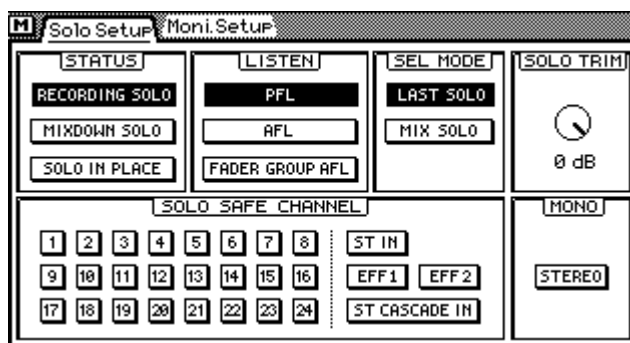 M Solo Setup Moni.Setup
STATUS LISTEN SEL MODE SOLO TRIM
RECORDING SOLO PFL LAST SOLO
MIXDOWN SOLO AFL MIX SOLO
SOLO IN PLACE FADER GROUP AFL 0 dB
SOLO SAFE CHANNEL MONO
1 2 3 4 5 6 7 8 ST IN
9 10 11 12 13 14 15 16 EFF1 EFF2 STEREO
17 18 19 20 21 22 23 24 ST CASCADE IN